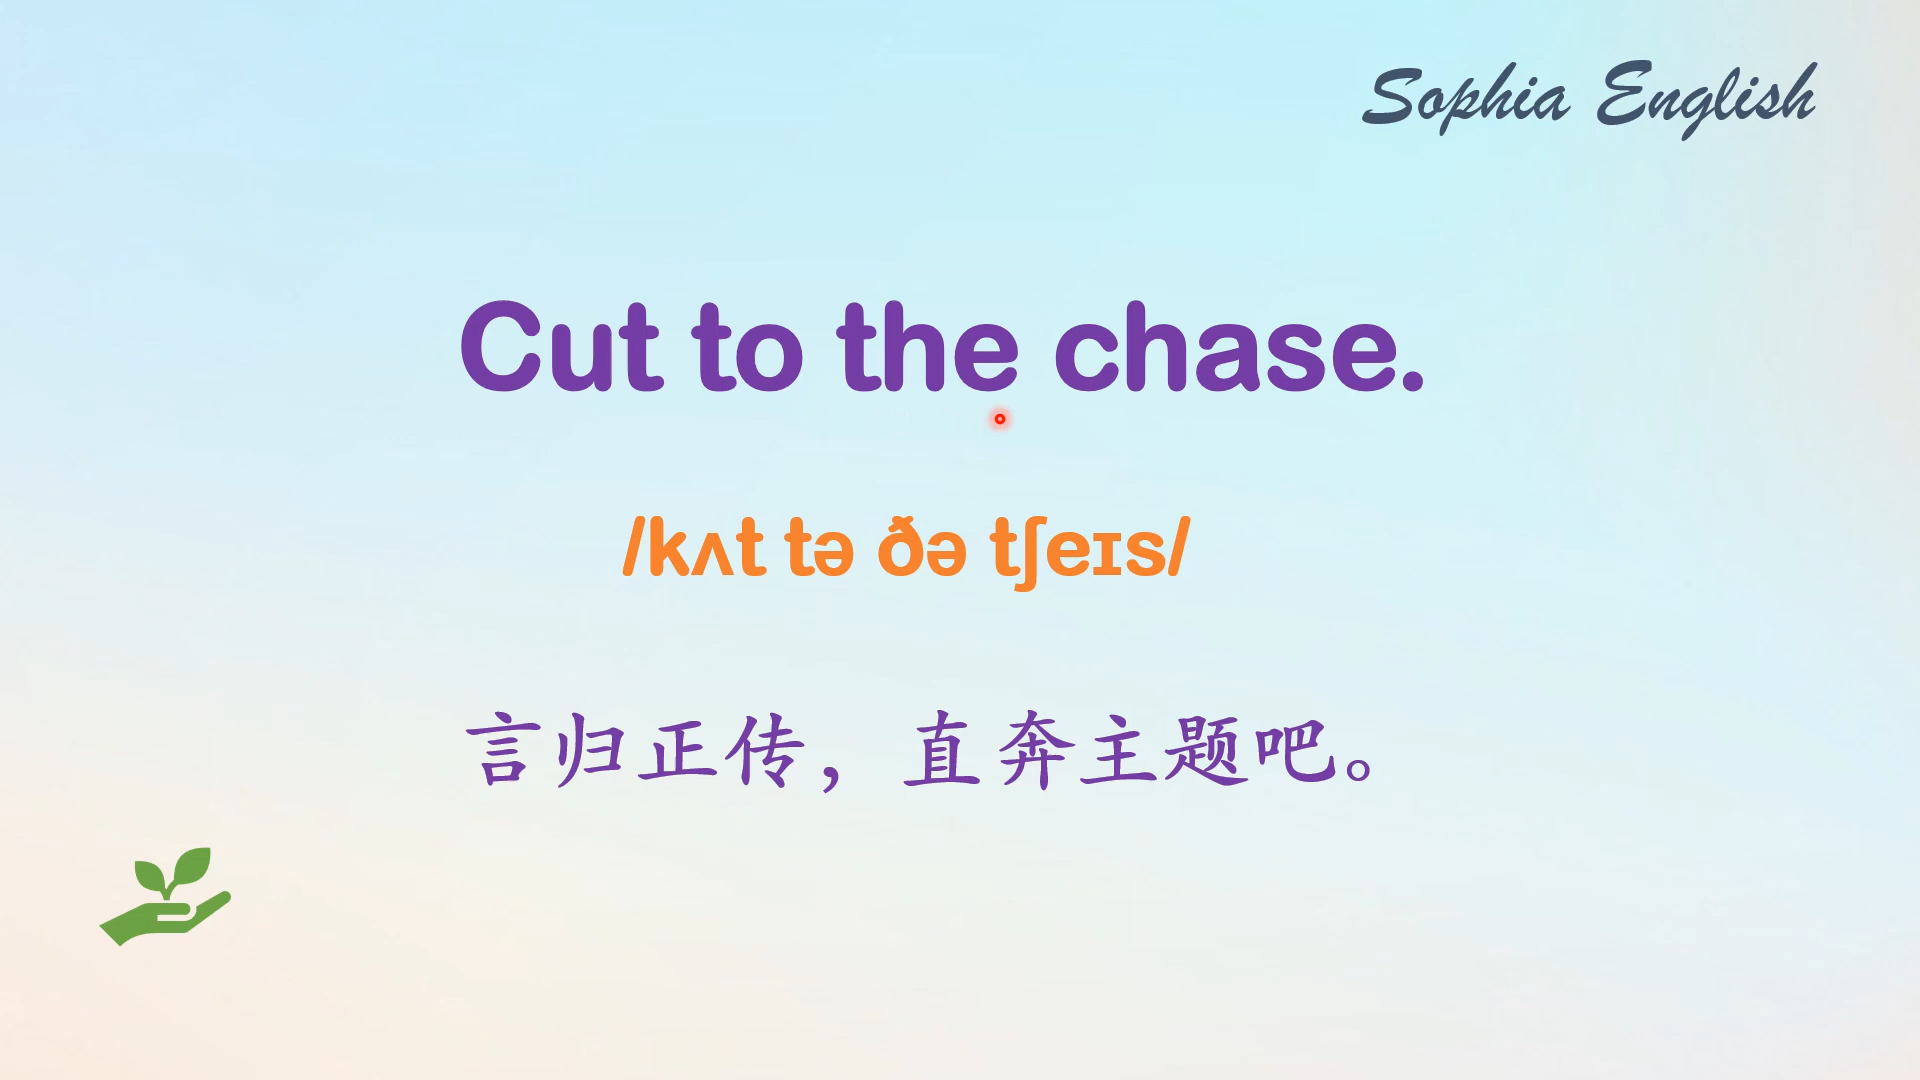 Sophia English
Cut to the chase.
/kʌt tə ðə tʃeɪs/
言归正传，直奔主题吧。